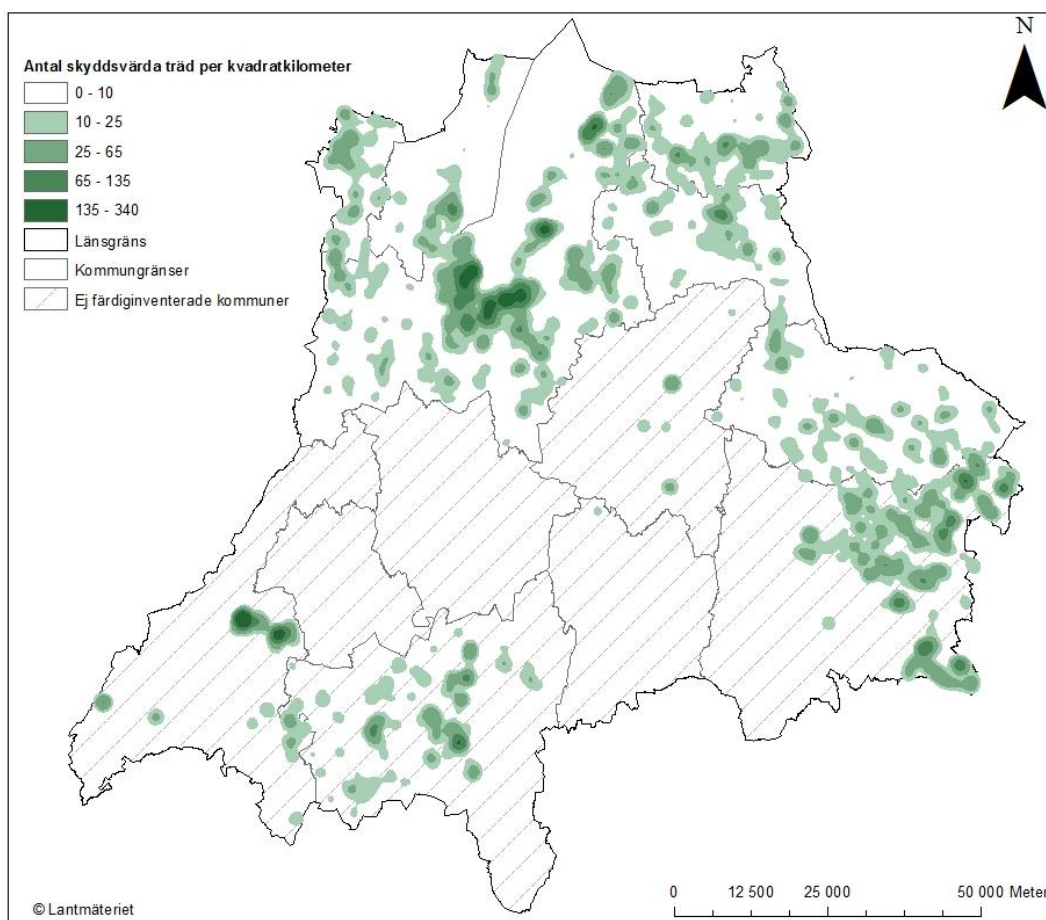 N
Antal skyddsvärda träd per kvadratkilometer
0 - 10
10 - 25
25 - 65
65 - 135
135 - 340
Länsgräns
Kommungränser
Ej färdiginventerade kommuner
© Lantmäteriet
0 12 500 25 000 50 000 Meter